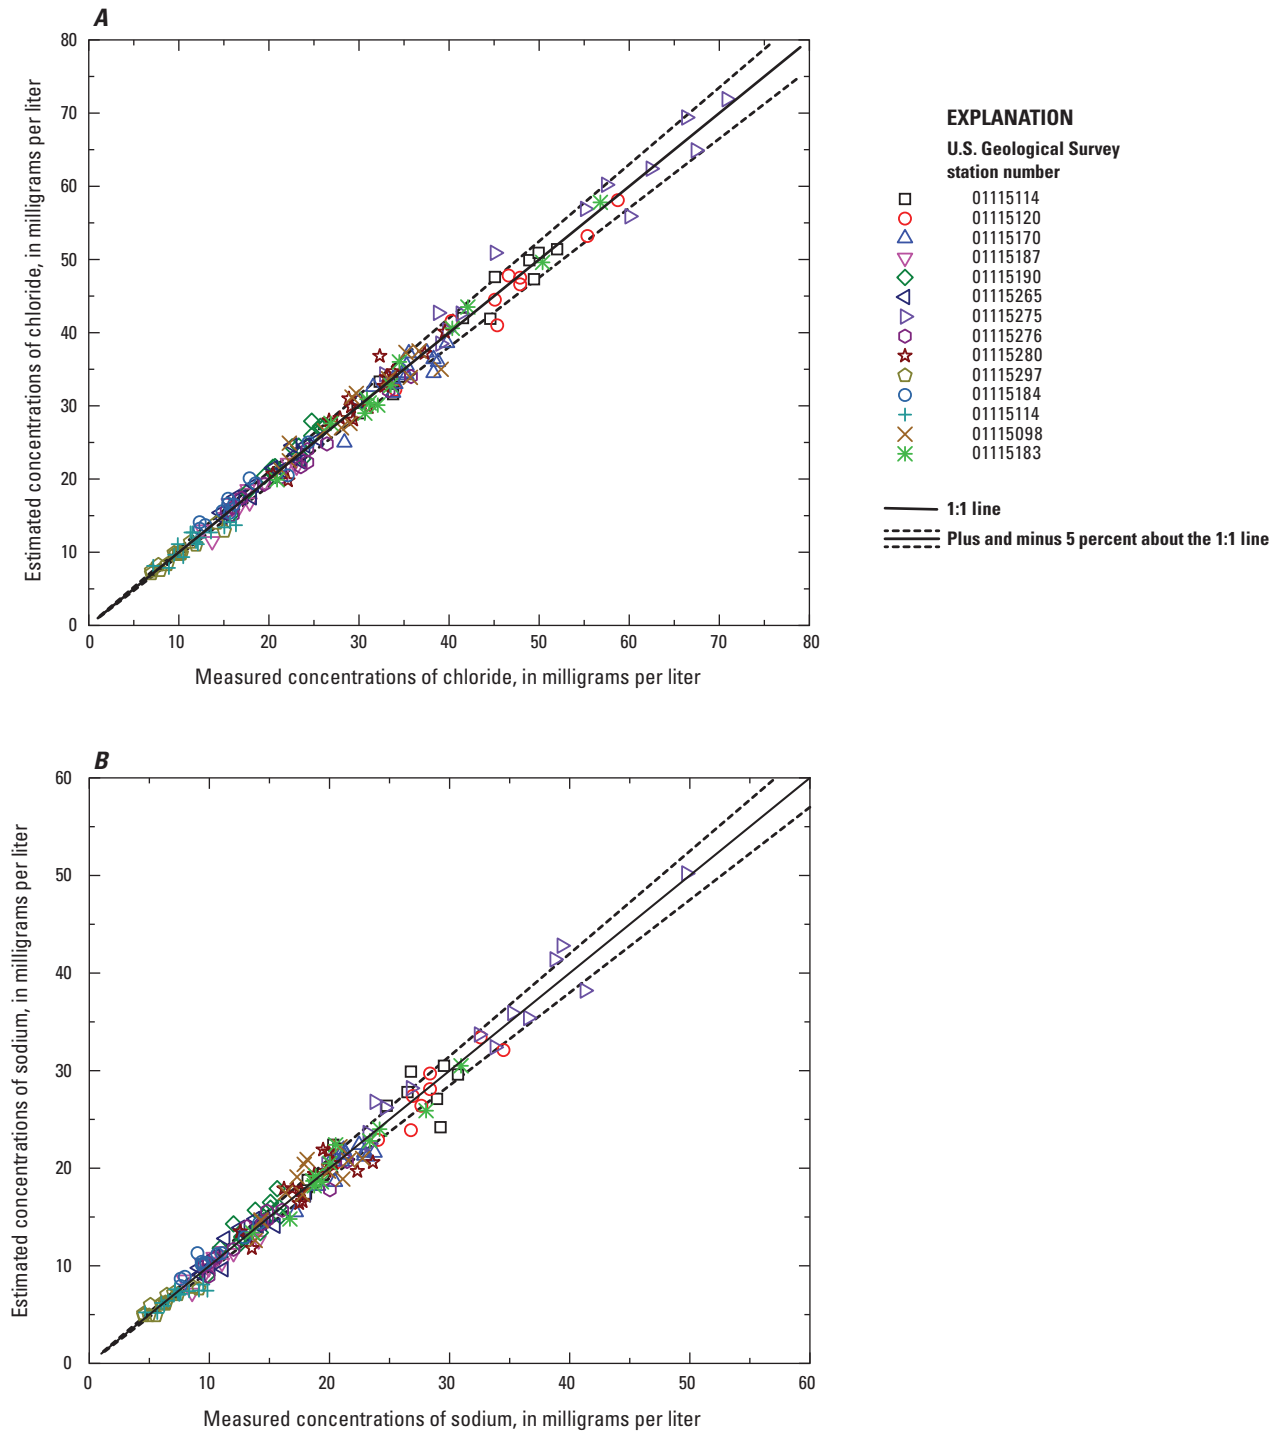 A
80
70
60
50
40
30
20
10
0
0 10 20 30 40 50 60 70 80
Estimated concentrations of chloride, in milligrams per liter
Measured concentrations of chloride, in milligrams per liter
EXPLANATION
U.S. Geological Survey
station number
01115114
01115120
01115170
01115187
01115190
01115265
01115275
01115276
01115280
01115297
01115184
01115114
01115098
01115183
1:1 line
Plus and minus 5 percent about the 1:1 line
B
60
50
40
30
20
10
0
0 10 20 30 40 50 60
Estimated concentrations of sodium, in milligrams per liter
Measured concentrations of sodium, in milligrams per liter